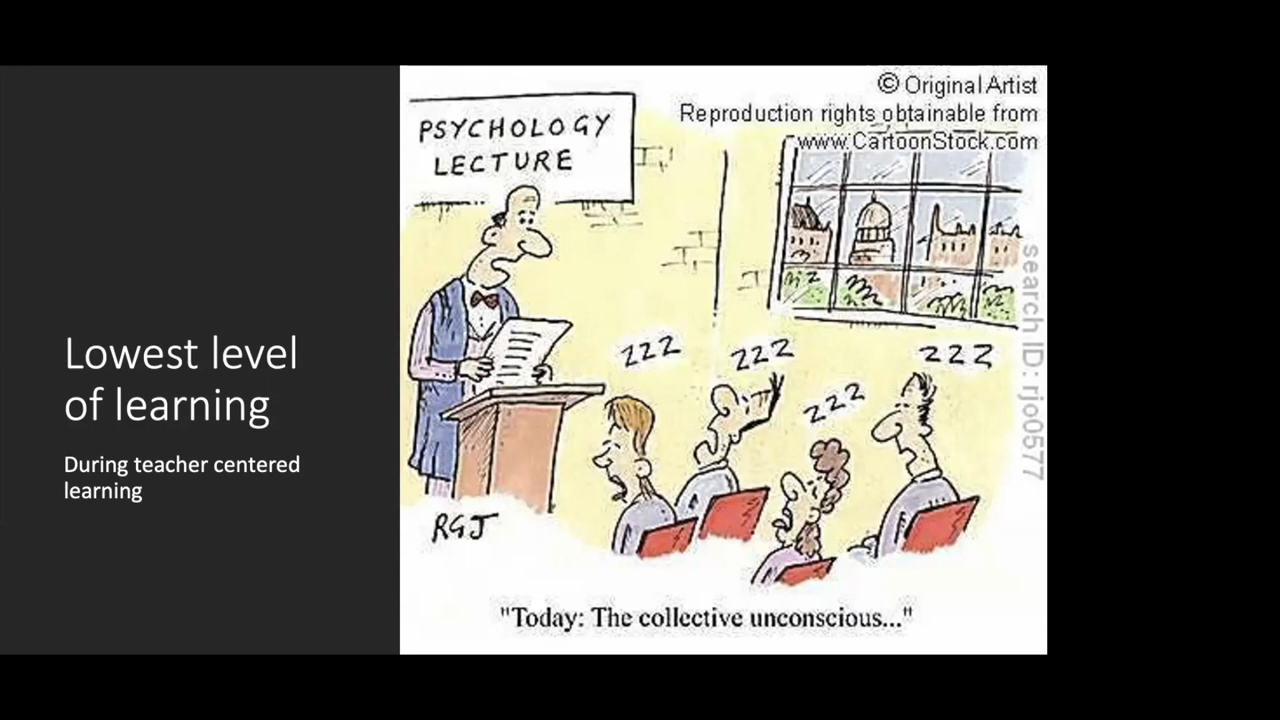 Lowest level
of learning
During teacher centered
learning
© Original Artist
Reproduction rights obtainable from
www.CartoonStock.com
PSYCHOLOGY
LECTURE
ZZZ
ZZZ
ZZZ
ZZZ
search ID: rjo0577
RGJ
"Today: The collective unconscious..."